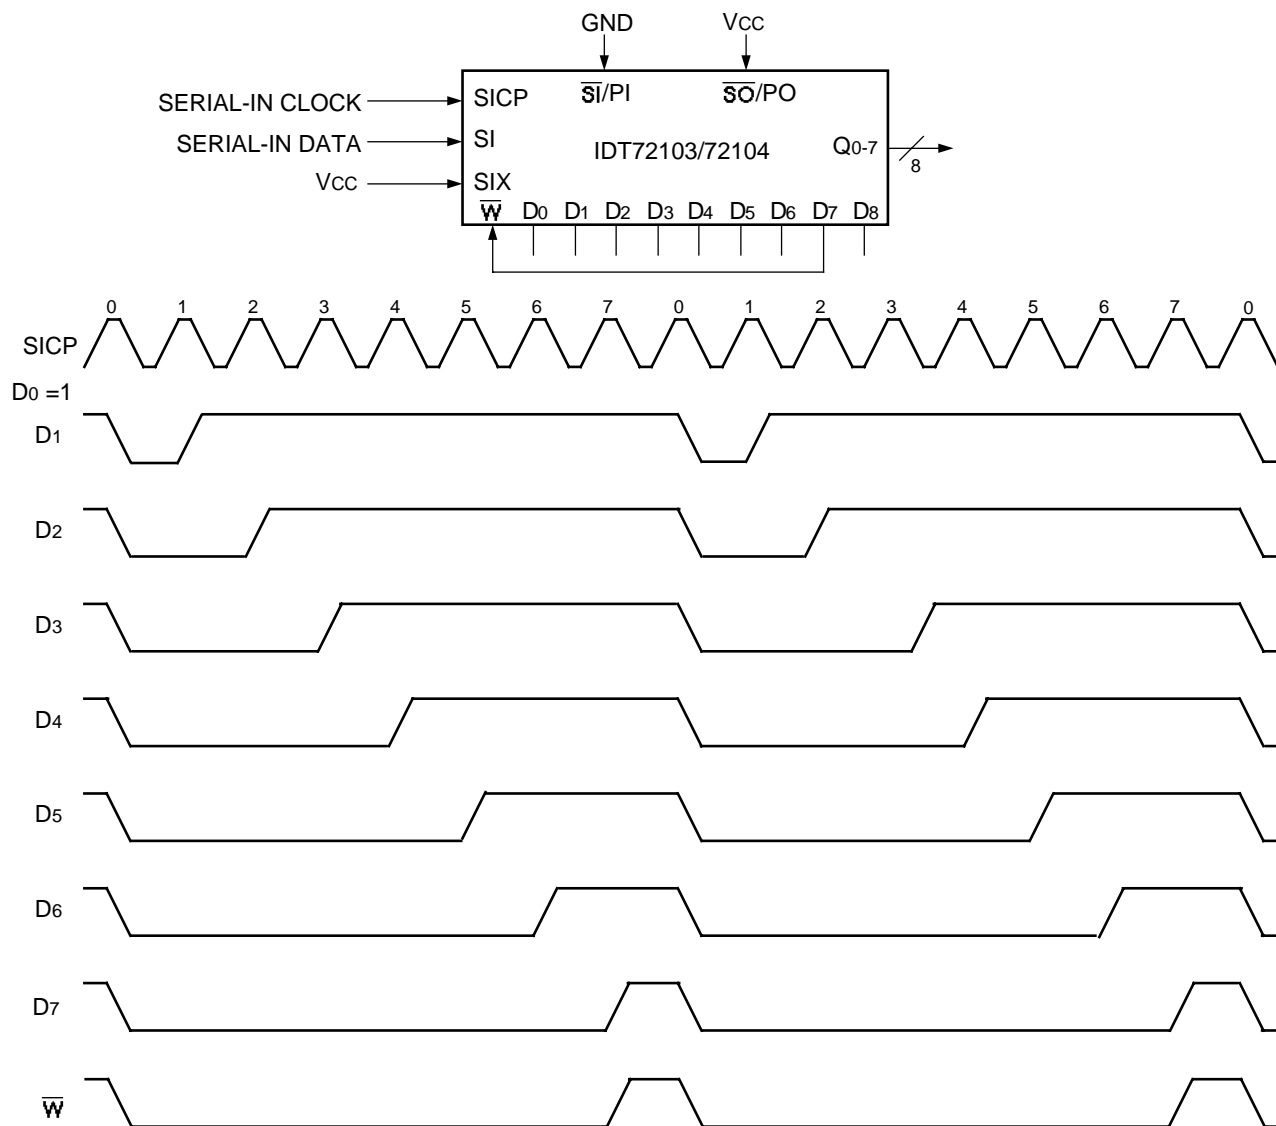 GND VCC
SERIAL-IN CLOCK SICP S̅I̅/PI S̅O̅/PO
SERIAL-IN DATA SI IDT72103/72104 Q0-7
8
VCC SIX
W̅ D0 D1 D2 D3 D4 D5 D6 D7 D8
0 1 2 3 4 5 6 7 0 1 2 3 4 5 6 7 0
SICP
D0 =1
D1
D2
D3
D4
D5
D6
D7
W̅